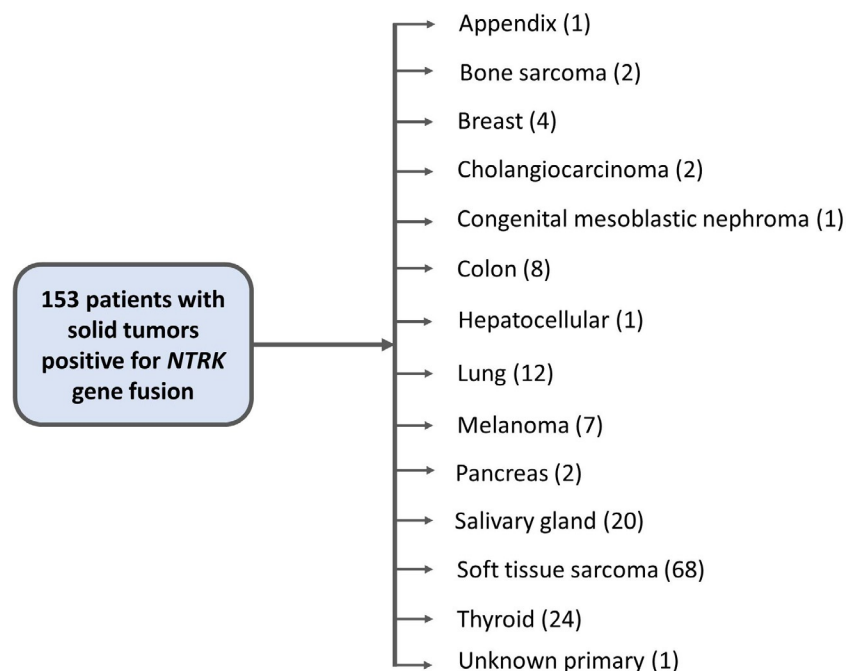 153 patients with
solid tumors
positive for NTRK
gene fusion
Appendix (1)
Bone sarcoma (2)
Breast (4)
Cholangiocarcinoma (2)
Congenital mesoblastic nephroma (1)
Colon (8)
Hepatocellular (1)
Lung (12)
Melanoma (7)
Pancreas (2)
Salivary gland (20)
Soft tissue sarcoma (68)
Thyroid (24)
Unknown primary (1)